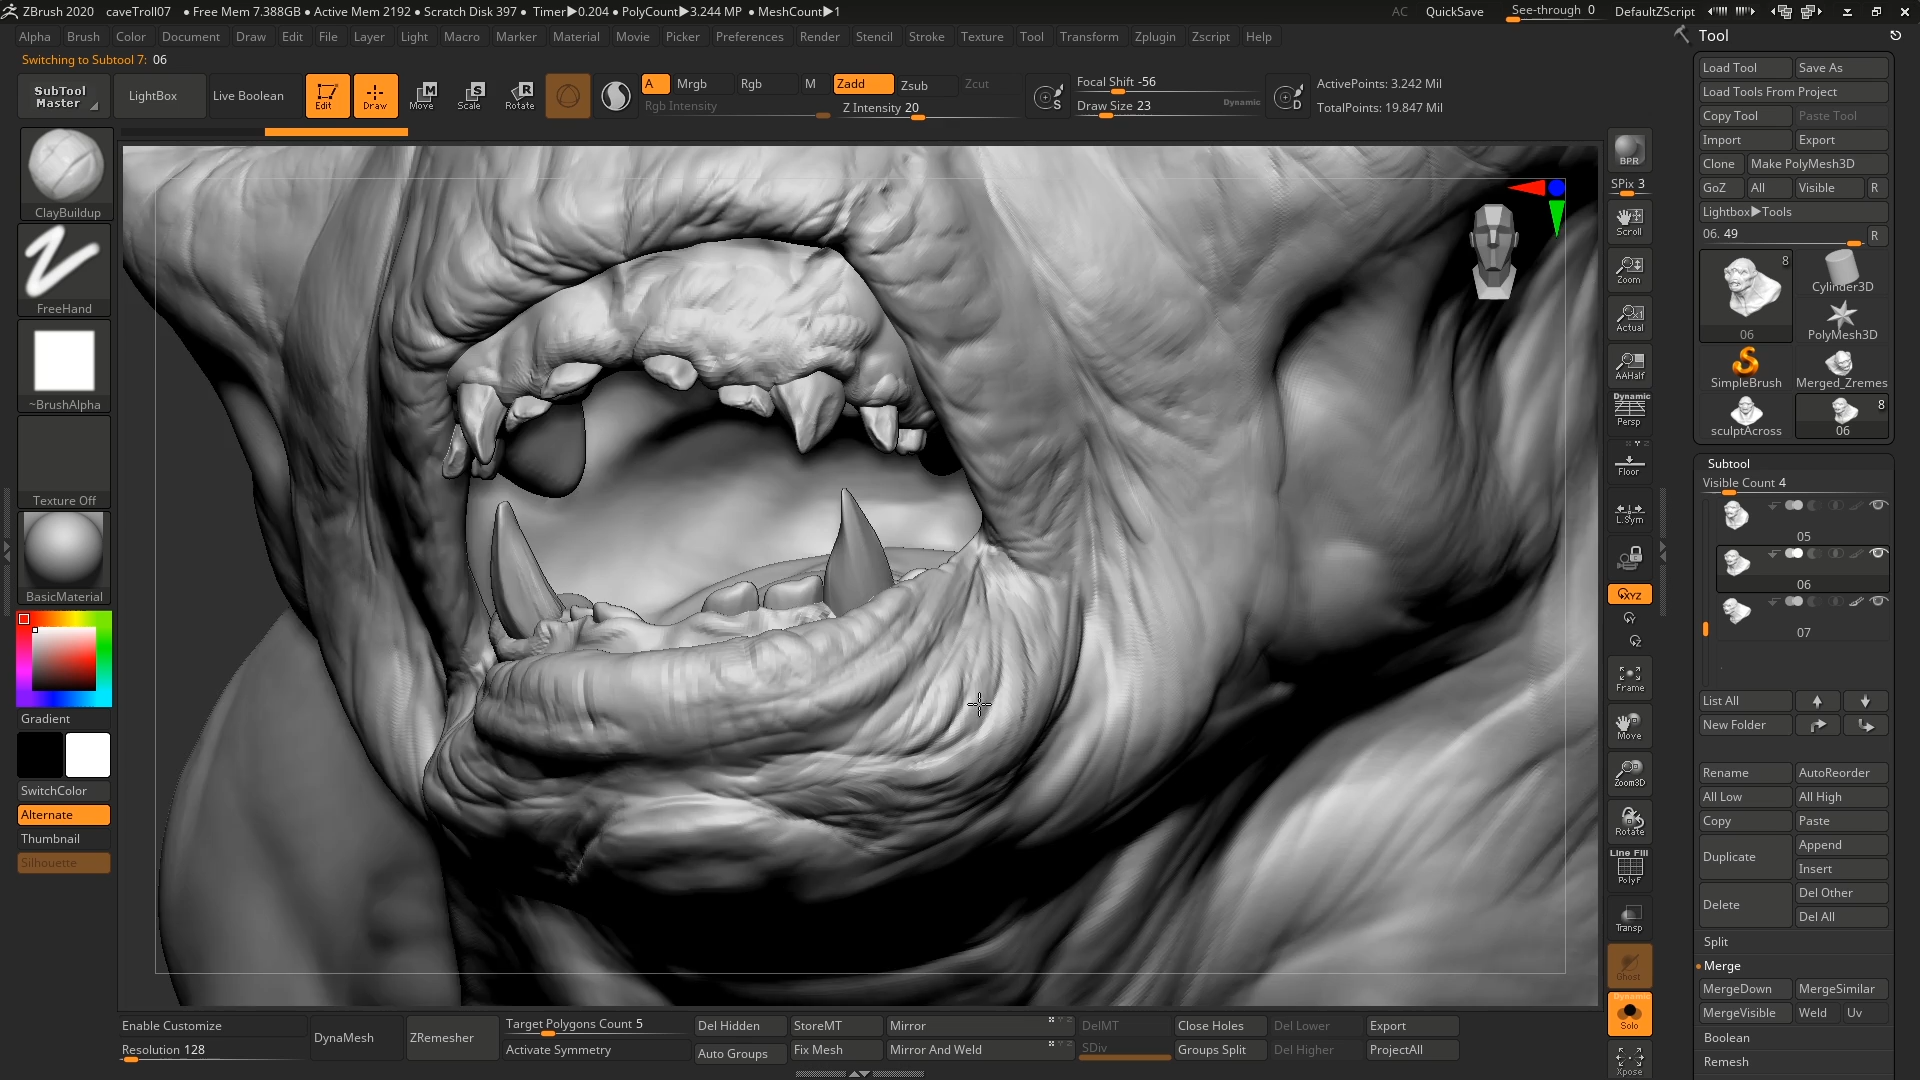 ZBrush 2020 caveTroll07 • Free Mem 7.388GB • Active Mem 2192 • Scratch Disk 397 • Timer▶0.204 • PolyCount▶3.244 MP • MeshCount▶1 AC QuickSave See-through 0 DefaultZScript
Alpha Brush Color Document Draw Edit File Layer Light Macro Marker Material Movie Picker Preferences Render Stencil Stroke Texture Tool Transform Zplugin Zscript Help
Switching to Subtool 7: 06
SubTool Master
LightBox
Live Boolean
Edit
Draw
Move
Scale
Rotate
A Mrgb Rgb M
Rgb Intensity
Zadd Zsub Zcut
Z Intensity 20
S
Focal Shift -56
Draw Size 23
Dynamic
D
ActivePoints: 3.242 Mil
TotalPoints: 19.847 Mil
ClayBuildup
FreeHand
~BrushAlpha
Texture Off
BasicMaterial
Gradient
SwitchColor
Alternate
Thumbnail
Silhouette
BPR
SPix 3
Scroll
Zoom
Actual
AAHalf
Dynamic
Persp
Floor
L.Sym
XYZ
Y
Z
Frame
Move
Zoom3D
Rotate
Line Fill
PolyF
Transp
Ghost
Dynamic
Solo
Xpose
Tool
Load Tool Save As
Load Tools From Project
Copy Tool Paste Tool
Import Export
Clone Make PolyMesh3D
GoZ All Visible R
Lightbox▶Tools
06. 49 R
8
06
Cylinder3D
PolyMesh3D
SimpleBrush Merged_Zremes
sculptAcross
8
06
Subtool
Visible Count 4
05
06
07
List All
New Folder
Rename AutoReorder
All Low All High
Copy Paste
Duplicate Append
Insert
Delete Del Other
Del All
Split
Merge
MergeDown MergeSimilar
MergeVisible Weld Uv
Boolean
Remesh
Enable Customize
Resolution 128
DynaMesh
ZRemesher
Target Polygons Count 5
Activate Symmetry
Del Hidden
Auto Groups
StoreMT
Fix Mesh
Mirror
Mirror And Weld
DelMT
SDiv
Close Holes
Groups Split
Del Lower
Del Higher
Export
ProjectAll